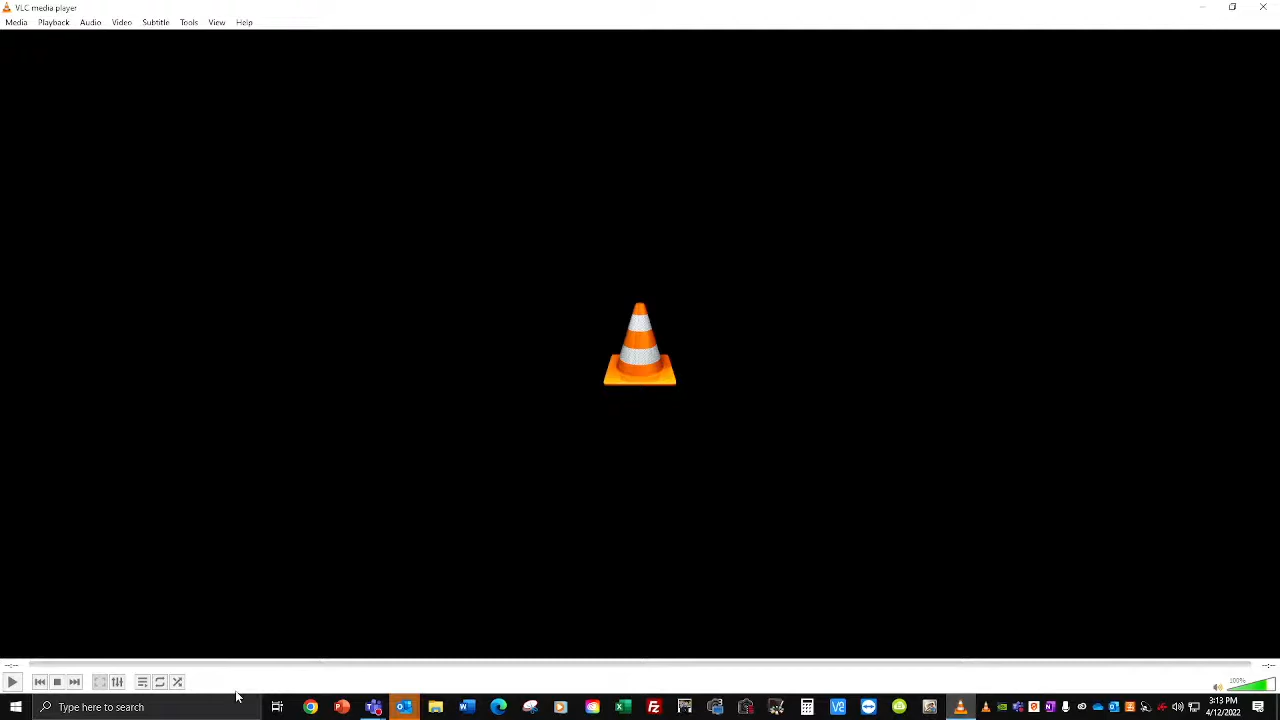 VLC media player
Media Playback Audio Video Subtitle Tools View Help
--:-- --:--
100%
Type here to search
3:13 PM
4/12/2022